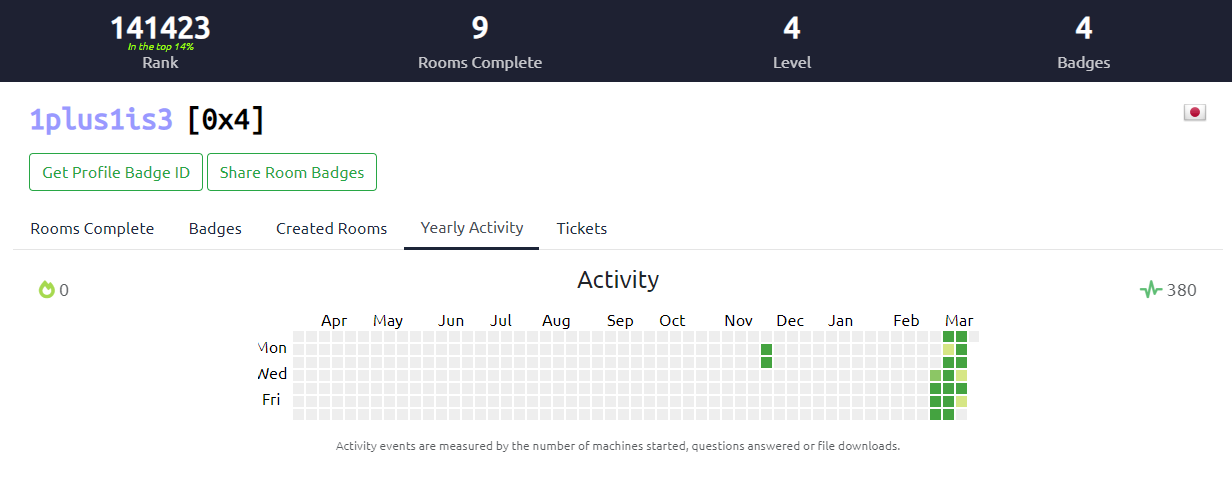 141423 9 4 4
In the top 14%
Rank Rooms Complete Level Badges
1plus1is3 [0x4]
Get Profile Badge ID Share Room Badges
Rooms Complete Badges Created Rooms Yearly Activity Tickets
Activity
0 380
Apr May Jun Jul Aug Sep Oct Nov Dec Jan Feb Mar
Mon
Wed
Fri
Activity events are measured by the number of machines started, questions answered or file downloads.